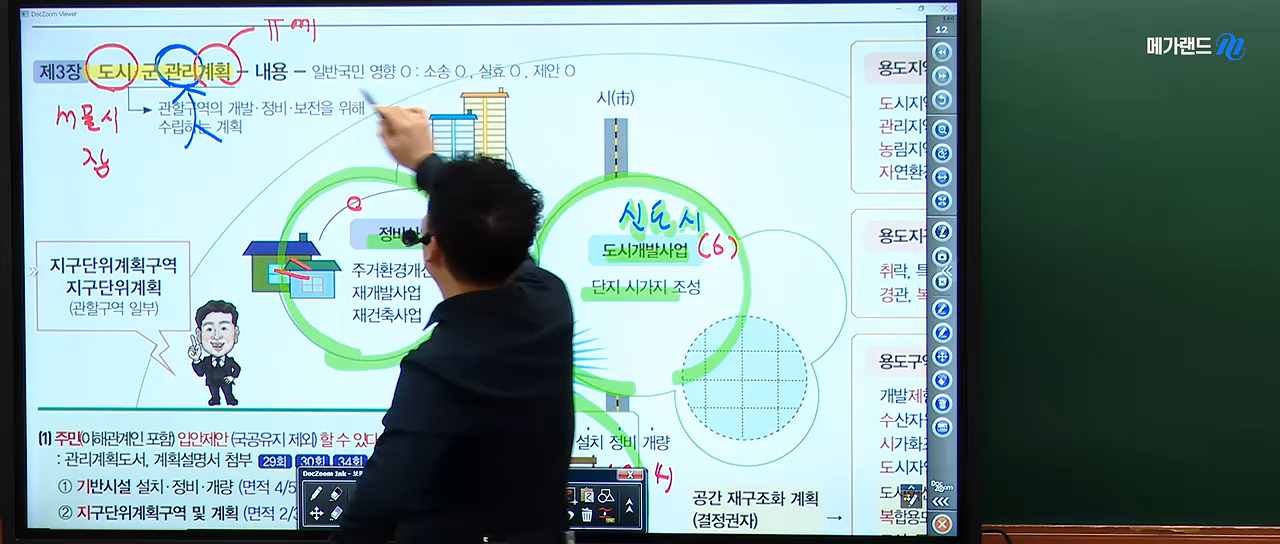 DocZoom Viewer
12
메가랜드
제3장 도시·군 관리계획 - 내용 - 일반국민 영향 O : 소송 O , 실효 O , 제안 O
관할구역의 개발·정비·보전을 위해
수립하는 계획
시(市)
신도시
도시개발사업 (6)
단지 시가지 조성
주거환경개
재개발사업
재건축사업
지구단위계획구역
지구단위계획
(관할구역 일부)
(1) 주민(이해관계인 포함) 입안제안 (국공유지 제외) 할 수 있다
: 관리계획도서, 계획설명서 첨부 29회 30회 34회
① 기반시설 설치·정비·개량 (면적 4/5
② 지구단위계획구역 및 계획 (면적 2/3
설치 정비 개량
DocZoom Ink
공간 재구조화 계획
(결정권자)
용도지역
도시지역
관리지역
농림지
자연환경
용도지구
취락, 특
경관, 복
용도구역
개발제한
수산자
시가화
도시자연
복합용도
DocZoom